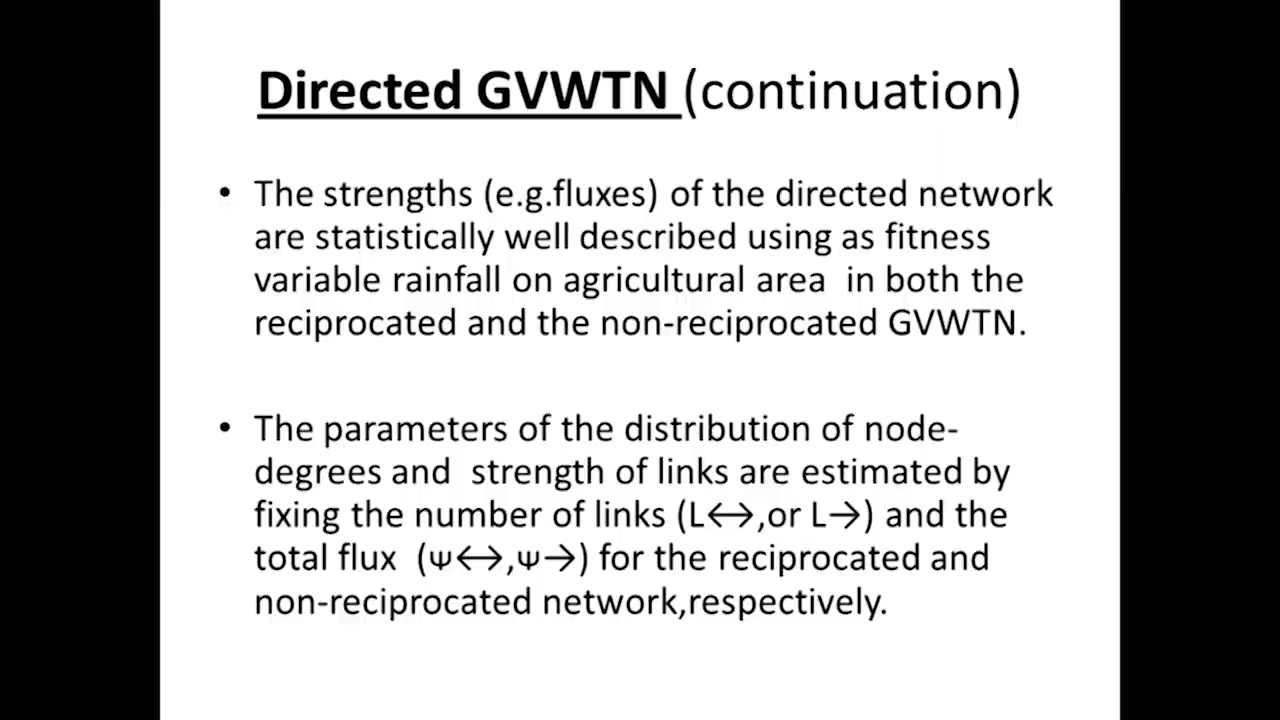 Directed GVWTN (continuation)
• The strengths (e.g.fluxes) of the directed network
are statistically well described using as fitness
variable rainfall on agricultural area in both the
reciprocated and the non-reciprocated GVWTN.
• The parameters of the distribution of node-
degrees and strength of links are estimated by
fixing the number of links (L↔,or L→) and the
total flux (ψ↔,ψ→) for the reciprocated and
non-reciprocated network,respectively.